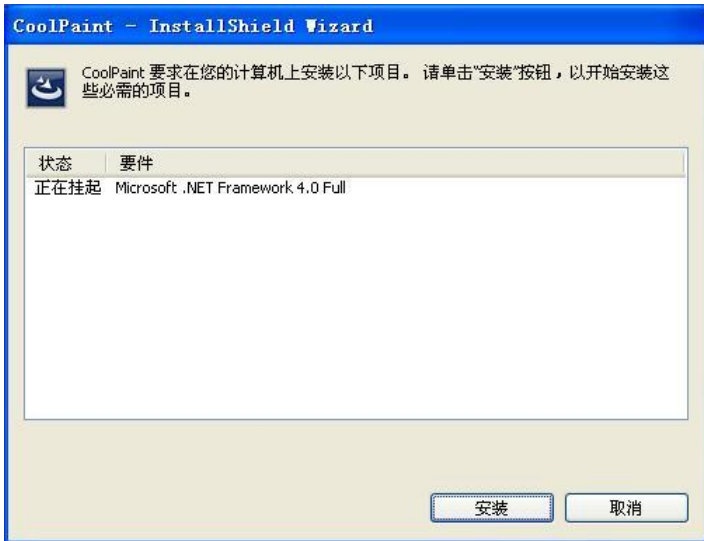 CoolPaint - InstallShield Wizard
CoolPaint 要求在您的计算机上安装以下项目。 请单击“安装”按钮，以开始安装这
些必需的项目。
状态 要件
正在挂起 Microsoft .NET Framework 4.0 Full
安装 取消